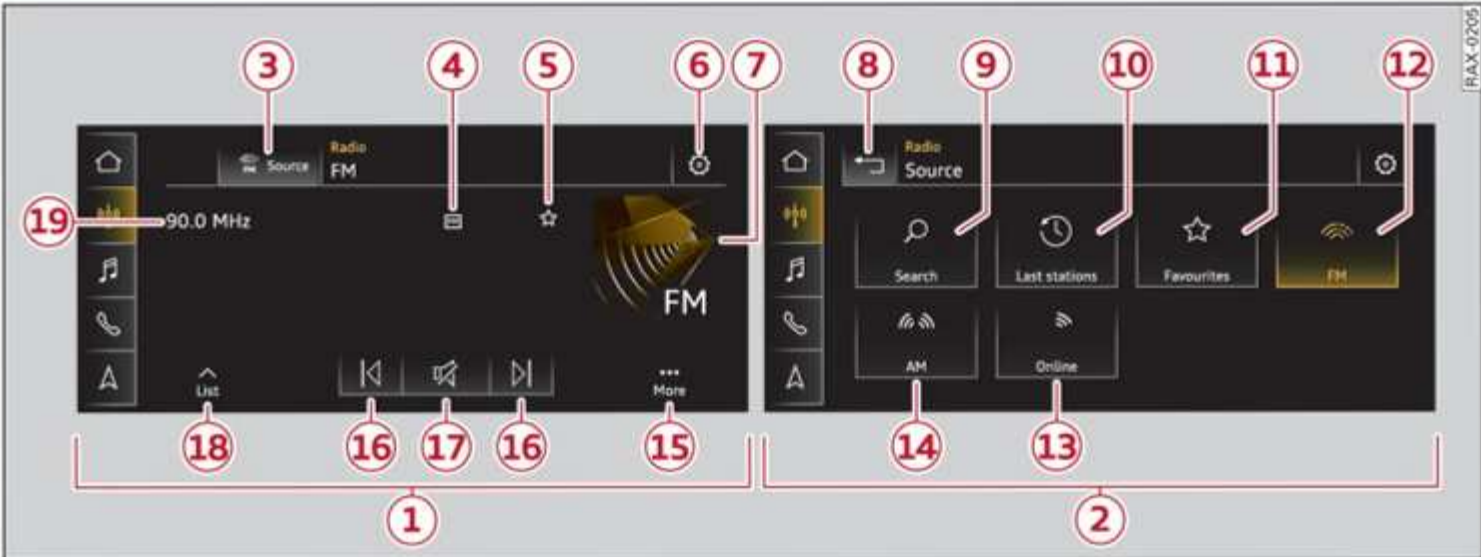 RAX-0205
3 4 5 6 7 8 9 10 11 12
Source
Radio
FM
90.0 MHz
19
FM
List
More
18 16 17 16 15
1
Radio
Source
Search
Last stations
Favourites
FM
AM
Online
14 13
2